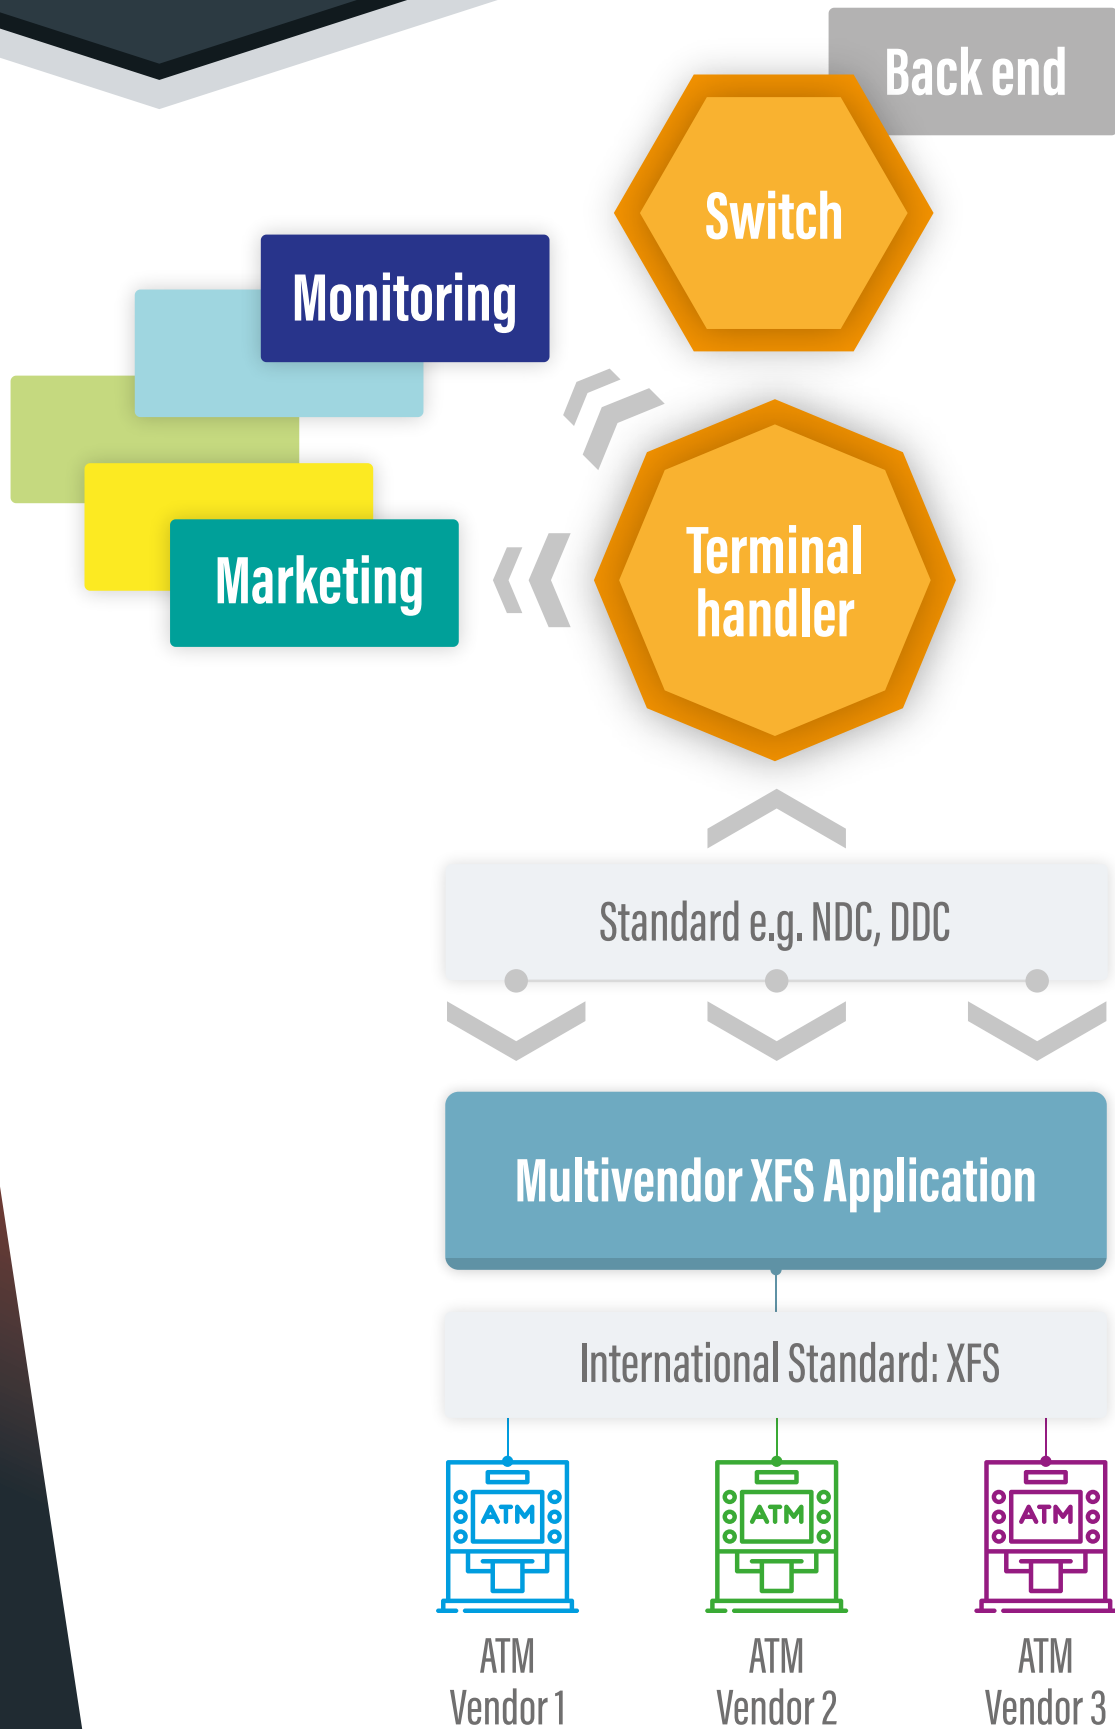 Back end
Switch
Monitoring
Marketing
Terminal
handler
Standard e.g. NDC, DDC
Multivendor XFS Application
International Standard: XFS
ATM
ATM
ATM
ATM
Vendor 1
ATM
Vendor 2
ATM
Vendor 3